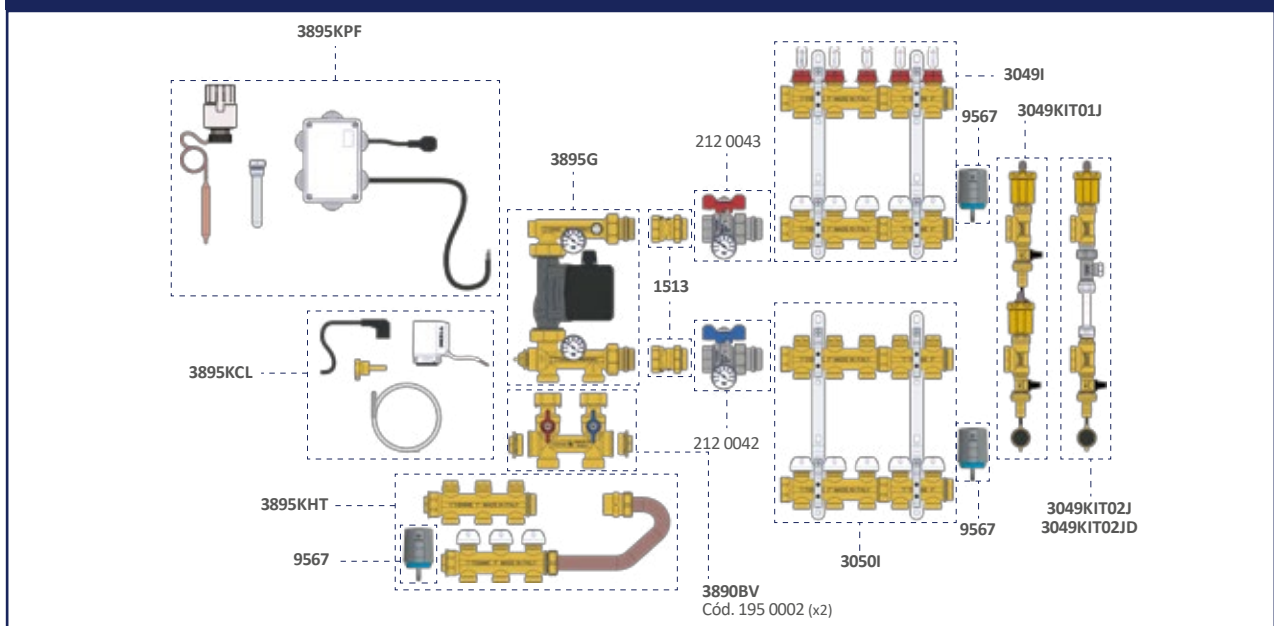 3895KPF
3049I
3049KIT01J
9567
212 0043
3895G
1513
3895KCL
212 0042
3895KHT
9567
3049KIT02J
3049KIT02JD
9567
3050I
3890BV
Cód. 195 0002 (x2)